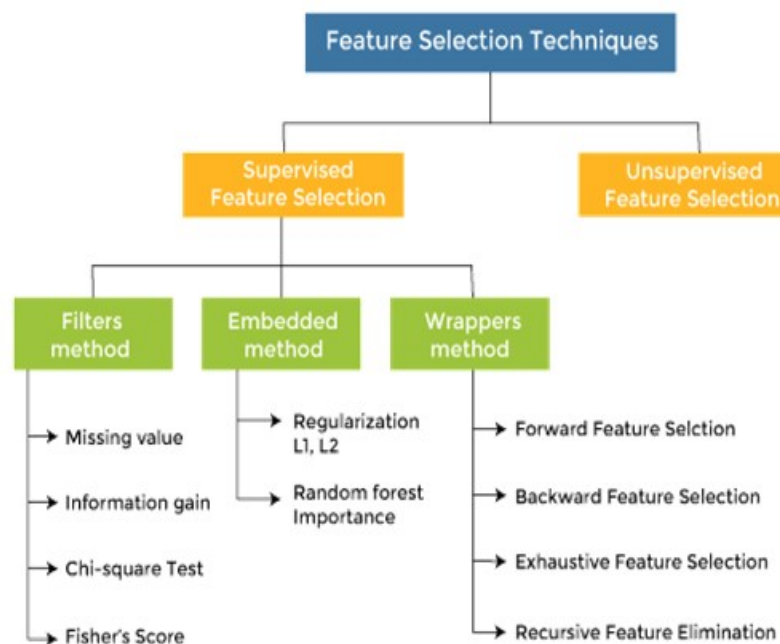 Feature Selection Techniques
Supervised
Feature Selection
Unsupervised
Feature Selection
Filters
method
Embedded
method
Wrappers
method
Missing value
Information gain
Chi-square Test
Fisher's Score
Regularization
L1, L2
Random forest
Importance
Forward Feature Selction
Backward Feature Selection
Exhaustive Feature Selection
Recursive Feature Elimination